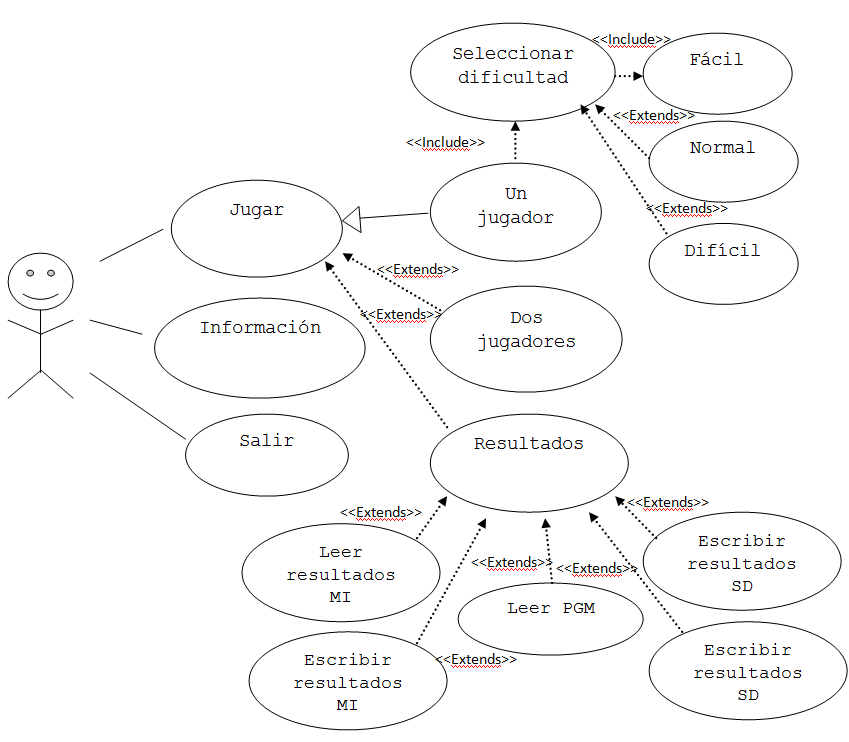 Seleccionar
dificultad
<<Include>>
Fácil
<<Extends>>
Normal
<<Include>>
<<Extends>>
Difícil
Un
jugador
Jugar
<<Extends>>
<<Extends>>
Dos
jugadores
Información
Salir
Resultados
<<Extends>>
<<Extends>>
Leer
resultados
MI
<<Extends>>
<<Extends>>
Escribir
resultados
SD
Leer PGM
Escribir
resultados
MI
<<Extends>>
Escribir
resultados
SD